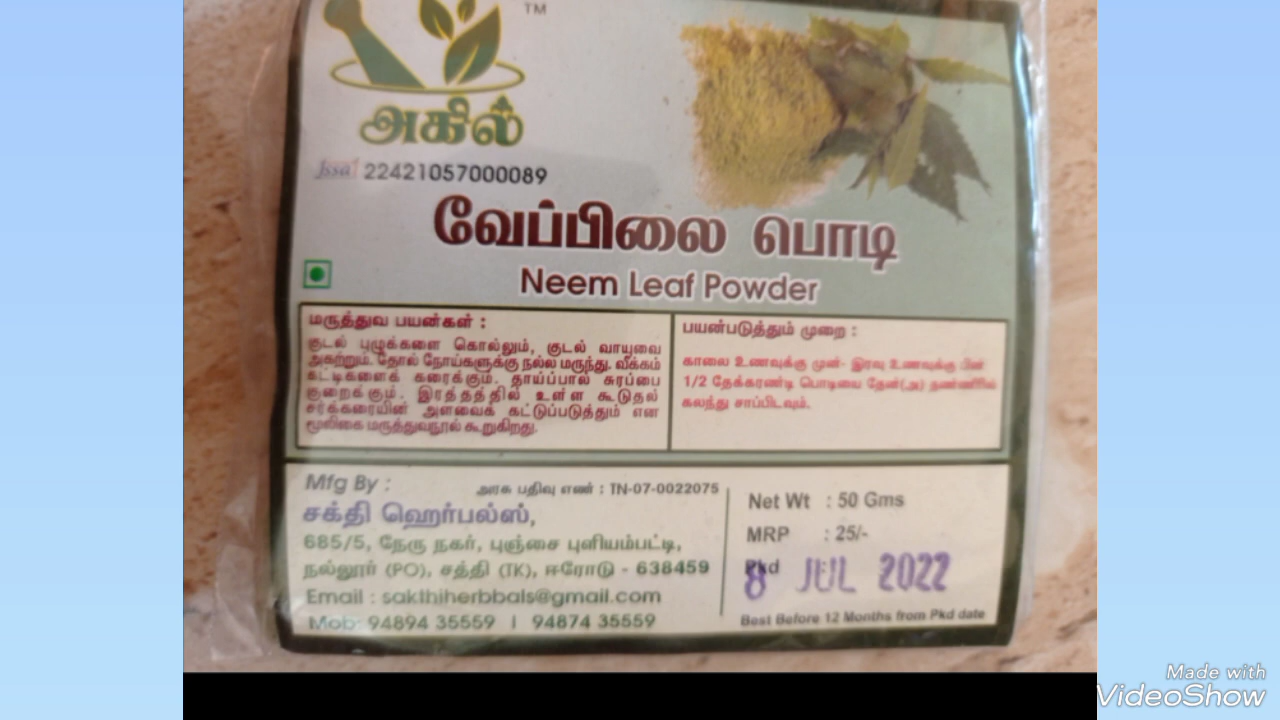 TM
அகில்
fssai 22421057000089
வேப்பிலை பொடி
Neem Leaf Powder
மருத்துவ பயன்கள் :
குடல் புழுக்களை கொல்லும், குடல் வாயுவை
அகற்றும். தோல் நோய்களுக்கு நல்ல மருந்து. வீக்கம்
கட்டிகளைக் கரைக்கும். தாய்ப்பால் சுரப்பை
குறைக்கும். இரத்தத்தில் உள்ள கூடுதல்
சர்க்கரையின் அளவைக் கட்டுப்படுத்தும் என
மூலிகை மருத்துவநூல் கூறுகிறது.
பயன்படுத்தும் முறை :
காலை உணவுக்கு முன்- இரவு உணவுக்கு பின்
1/2 தேக்கரண்டி பொடியை தேன்(அ) தண்ணீரில்
கலந்து சாப்பிடவும்.
Mfg By :
அரசு பதிவு எண் : TN-07-0022075
சக்தி ஹெர்பல்ஸ்,
685/5, நேரு நகர், புஞ்சை புளியம்பட்டி,
நல்லூர் (PO), சத்தி (TK), ஈரோடு - 638459
Email : sakthiherbbals@gmail.com
Mob: 94894 35559 | 94874 35559
Net Wt : 50 Gms
MRP : 25/-
Pkd : 8 JUL 2022
Best Before 12 Months from Pkd date
Made with
VideoShow